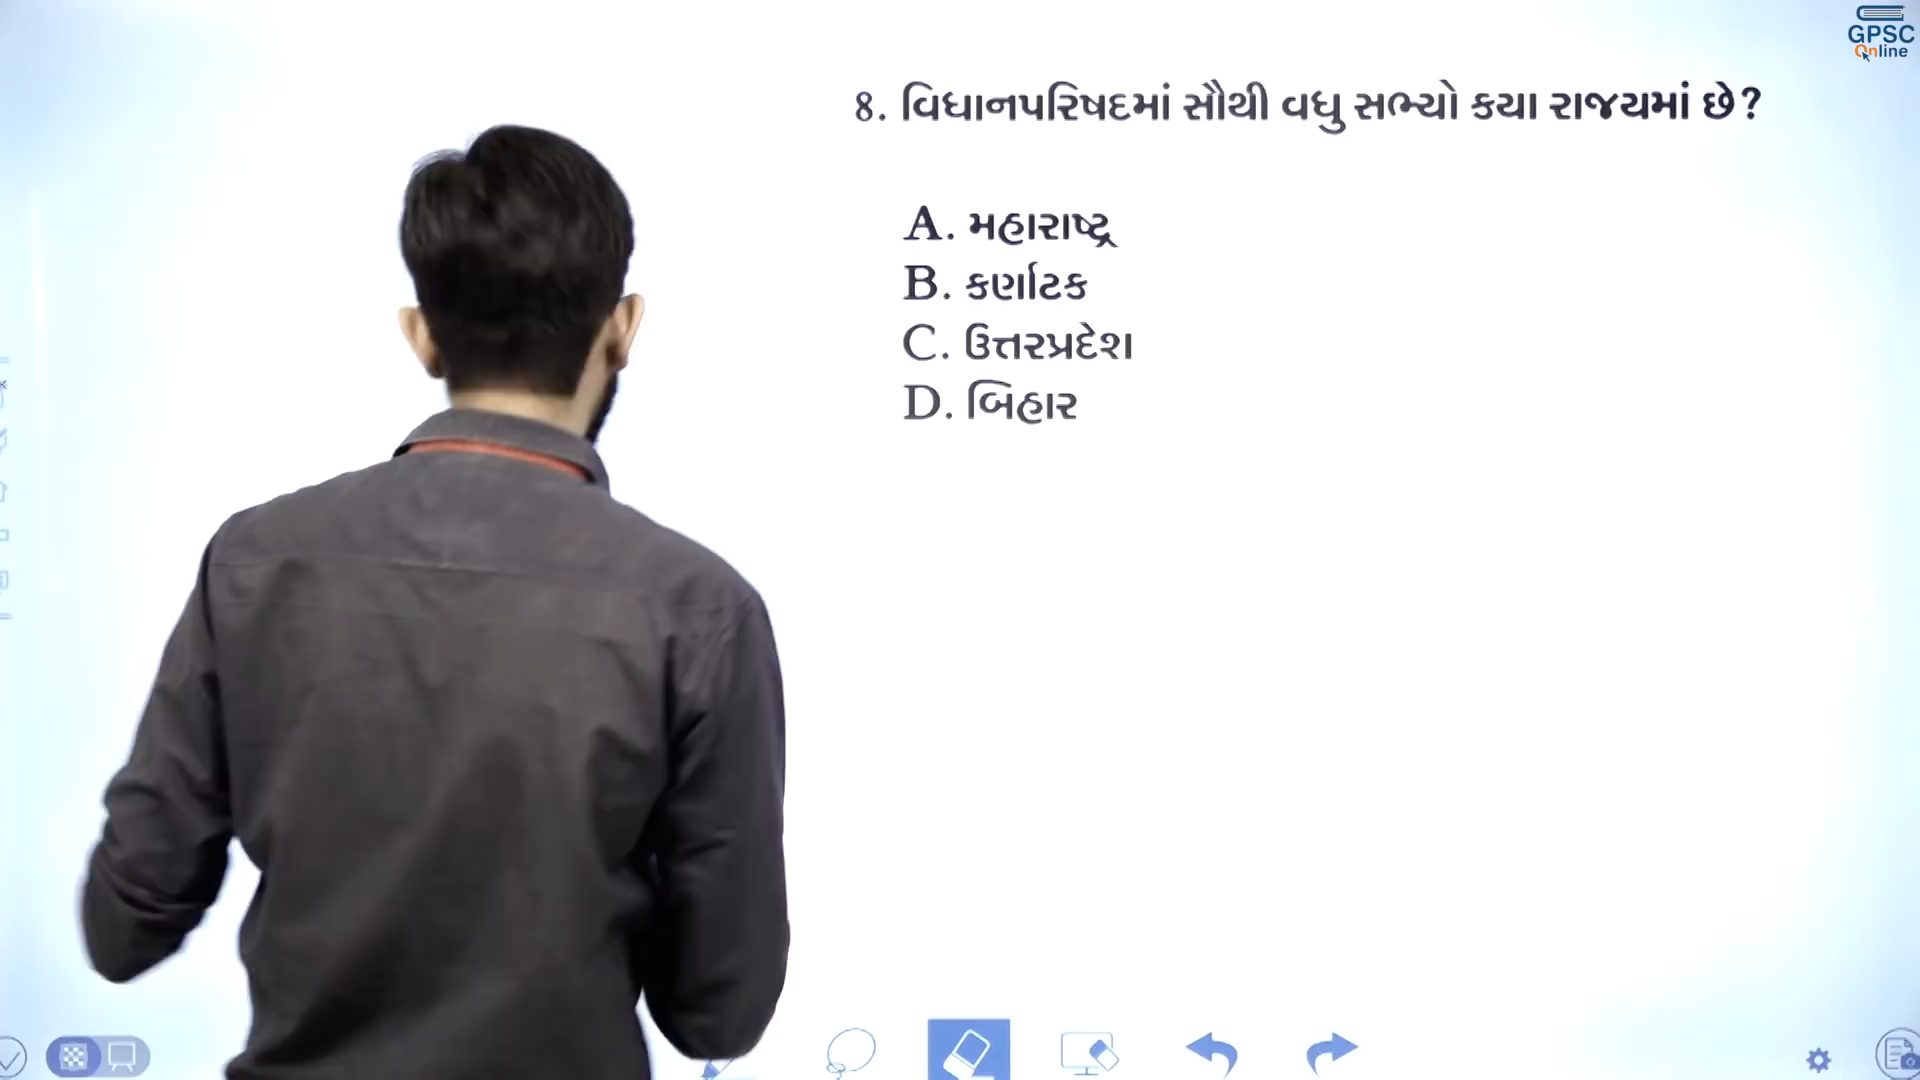 GPSC
Online
8. વિધાનપરિષદમાં સૌથી વધુ સભ્યો કયા રાજયમાં છે?
A. મહારાષ્ટ્ર
B. કર્ણાટક
C. ઉત્તરપ્રદેશ
D. બિહાર